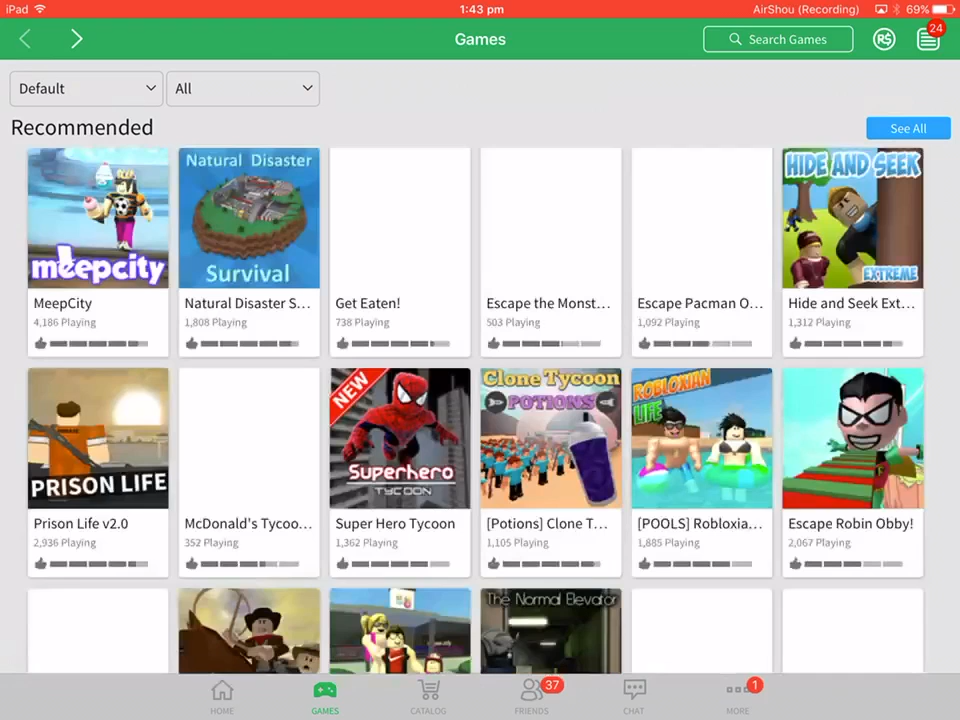 iPad 1:43 pm AirShou (Recording) 69%
Games Search Games R$ 24
Default All
Recommended See All
Natural Disaster Survival
meepcity
HIDE AND SEEK EXTREME
MeepCity Natural Disaster S... Get Eaten! Escape the Monst... Escape Pacman O... Hide and Seek Ext...
4,186 Playing 1,808 Playing 738 Playing 503 Playing 1,092 Playing 1,312 Playing
PRISON LIFE
NEW
Superhero
TYCOON
Clone Tycoon
POTIONS
ROBLOXIAN
LIFE
Prison Life v2.0 McDonald's Tycoo... Super Hero Tycoon [Potions] Clone T... [POOLS] Robloxia... Escape Robin Obby!
2,936 Playing 352 Playing 1,362 Playing 1,105 Playing 1,885 Playing 2,067 Playing
The Normal Elevator
37 1
HOME GAMES CATALOG FRIENDS CHAT MORE